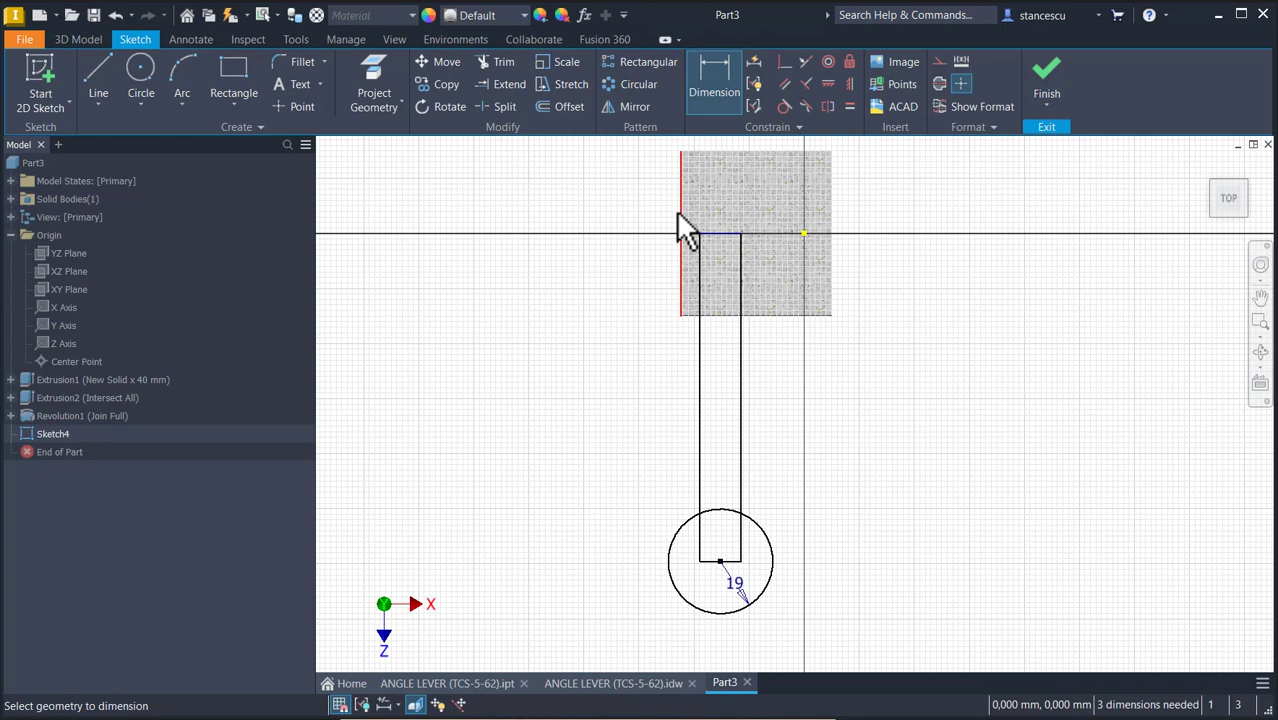 Material
Default
fx
Part3
Search Help & Commands...
stancescu
File
3D Model
Sketch
Annotate
Inspect
Tools
Manage
View
Environments
Collaborate
Fusion 360
Start
2D Sketch
Line
Circle
Arc
Rectangle
Fillet
Text
Point
Project
Geometry
Move
Copy
Rotate
Trim
Extend
Split
Scale
Stretch
Offset
Rectangular
Circular
Mirror
Dimension
Image
Points
ACAD
Show Format
Finish
Sketch
Create
Modify
Pattern
Constrain
Insert
Format
Exit
Model
Part3
Model States: [Primary]
Solid Bodies(1)
View: [Primary]
Origin
YZ Plane
XZ Plane
XY Plane
X Axis
Y Axis
Z Axis
Center Point
Extrusion1 (New Solid x 40 mm)
Extrusion2 (Intersect All)
Revolution1 (Join Full)
Sketch4
End of Part
TOP
19
Y
X
Z
Home
ANGLE LEVER (TCS-5-62).ipt
ANGLE LEVER (TCS-5-62).idw
Part3
Select geometry to dimension
0,000 mm, 0,000 mm
3 dimensions needed
1
3